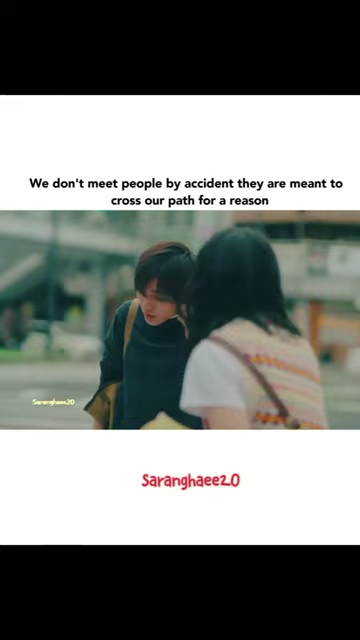 We don't meet people by accident they are meant to
cross our path for a reason
Saranghaee20
Saranghaee20